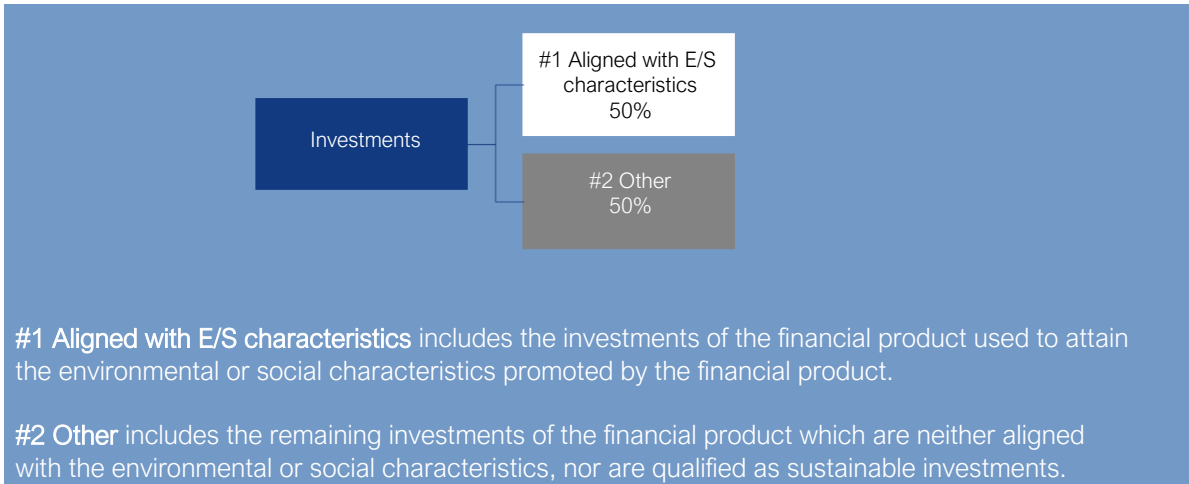 #1 Aligned with E/S
characteristics
50%
Investments
#2 Other
50%
#1 Aligned with E/S characteristics includes the investments of the financial product used to attain
the environmental or social characteristics promoted by the financial product.
#2 Other includes the remaining investments of the financial product which are neither aligned
with the environmental or social characteristics, nor are qualified as sustainable investments.